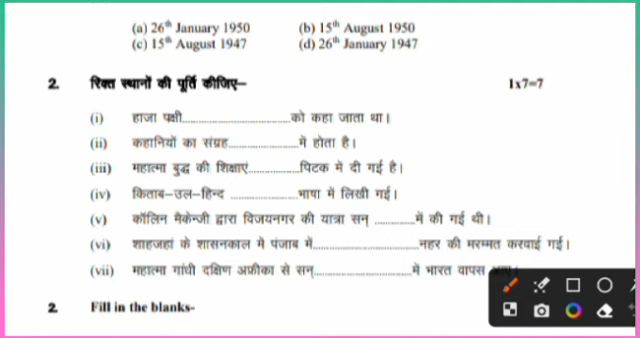 (a) 26th January 1950 (b) 15th August 1950
(c) 15th August 1947 (d) 26th January 1947
2. रिक्त स्थानों की पूर्ति कीजिए– 1x7=7
(i) हाजा पक्षी..............................को कहा जाता था।
(ii) कहानियों का संग्रह....................में होता है।
(iii) महात्मा बुद्ध की शिक्षाएं...............पिटक में दी गई है।
(iv) किताब–उल–हिन्द ...................भाषा में लिखी गई।
(v) कॉलिन मैकेन्जी द्वारा विजयनगर की यात्रा सन् ............में की गई थी।
(vi) शाहजहां के शासनकाल में पंजाब में..............................नहर की मरम्मत करवाई गई।
(vii) महात्मा गांधी दक्षिण अफ्रीका से सन्............................में भारत वापस
2. Fill in the blanks-